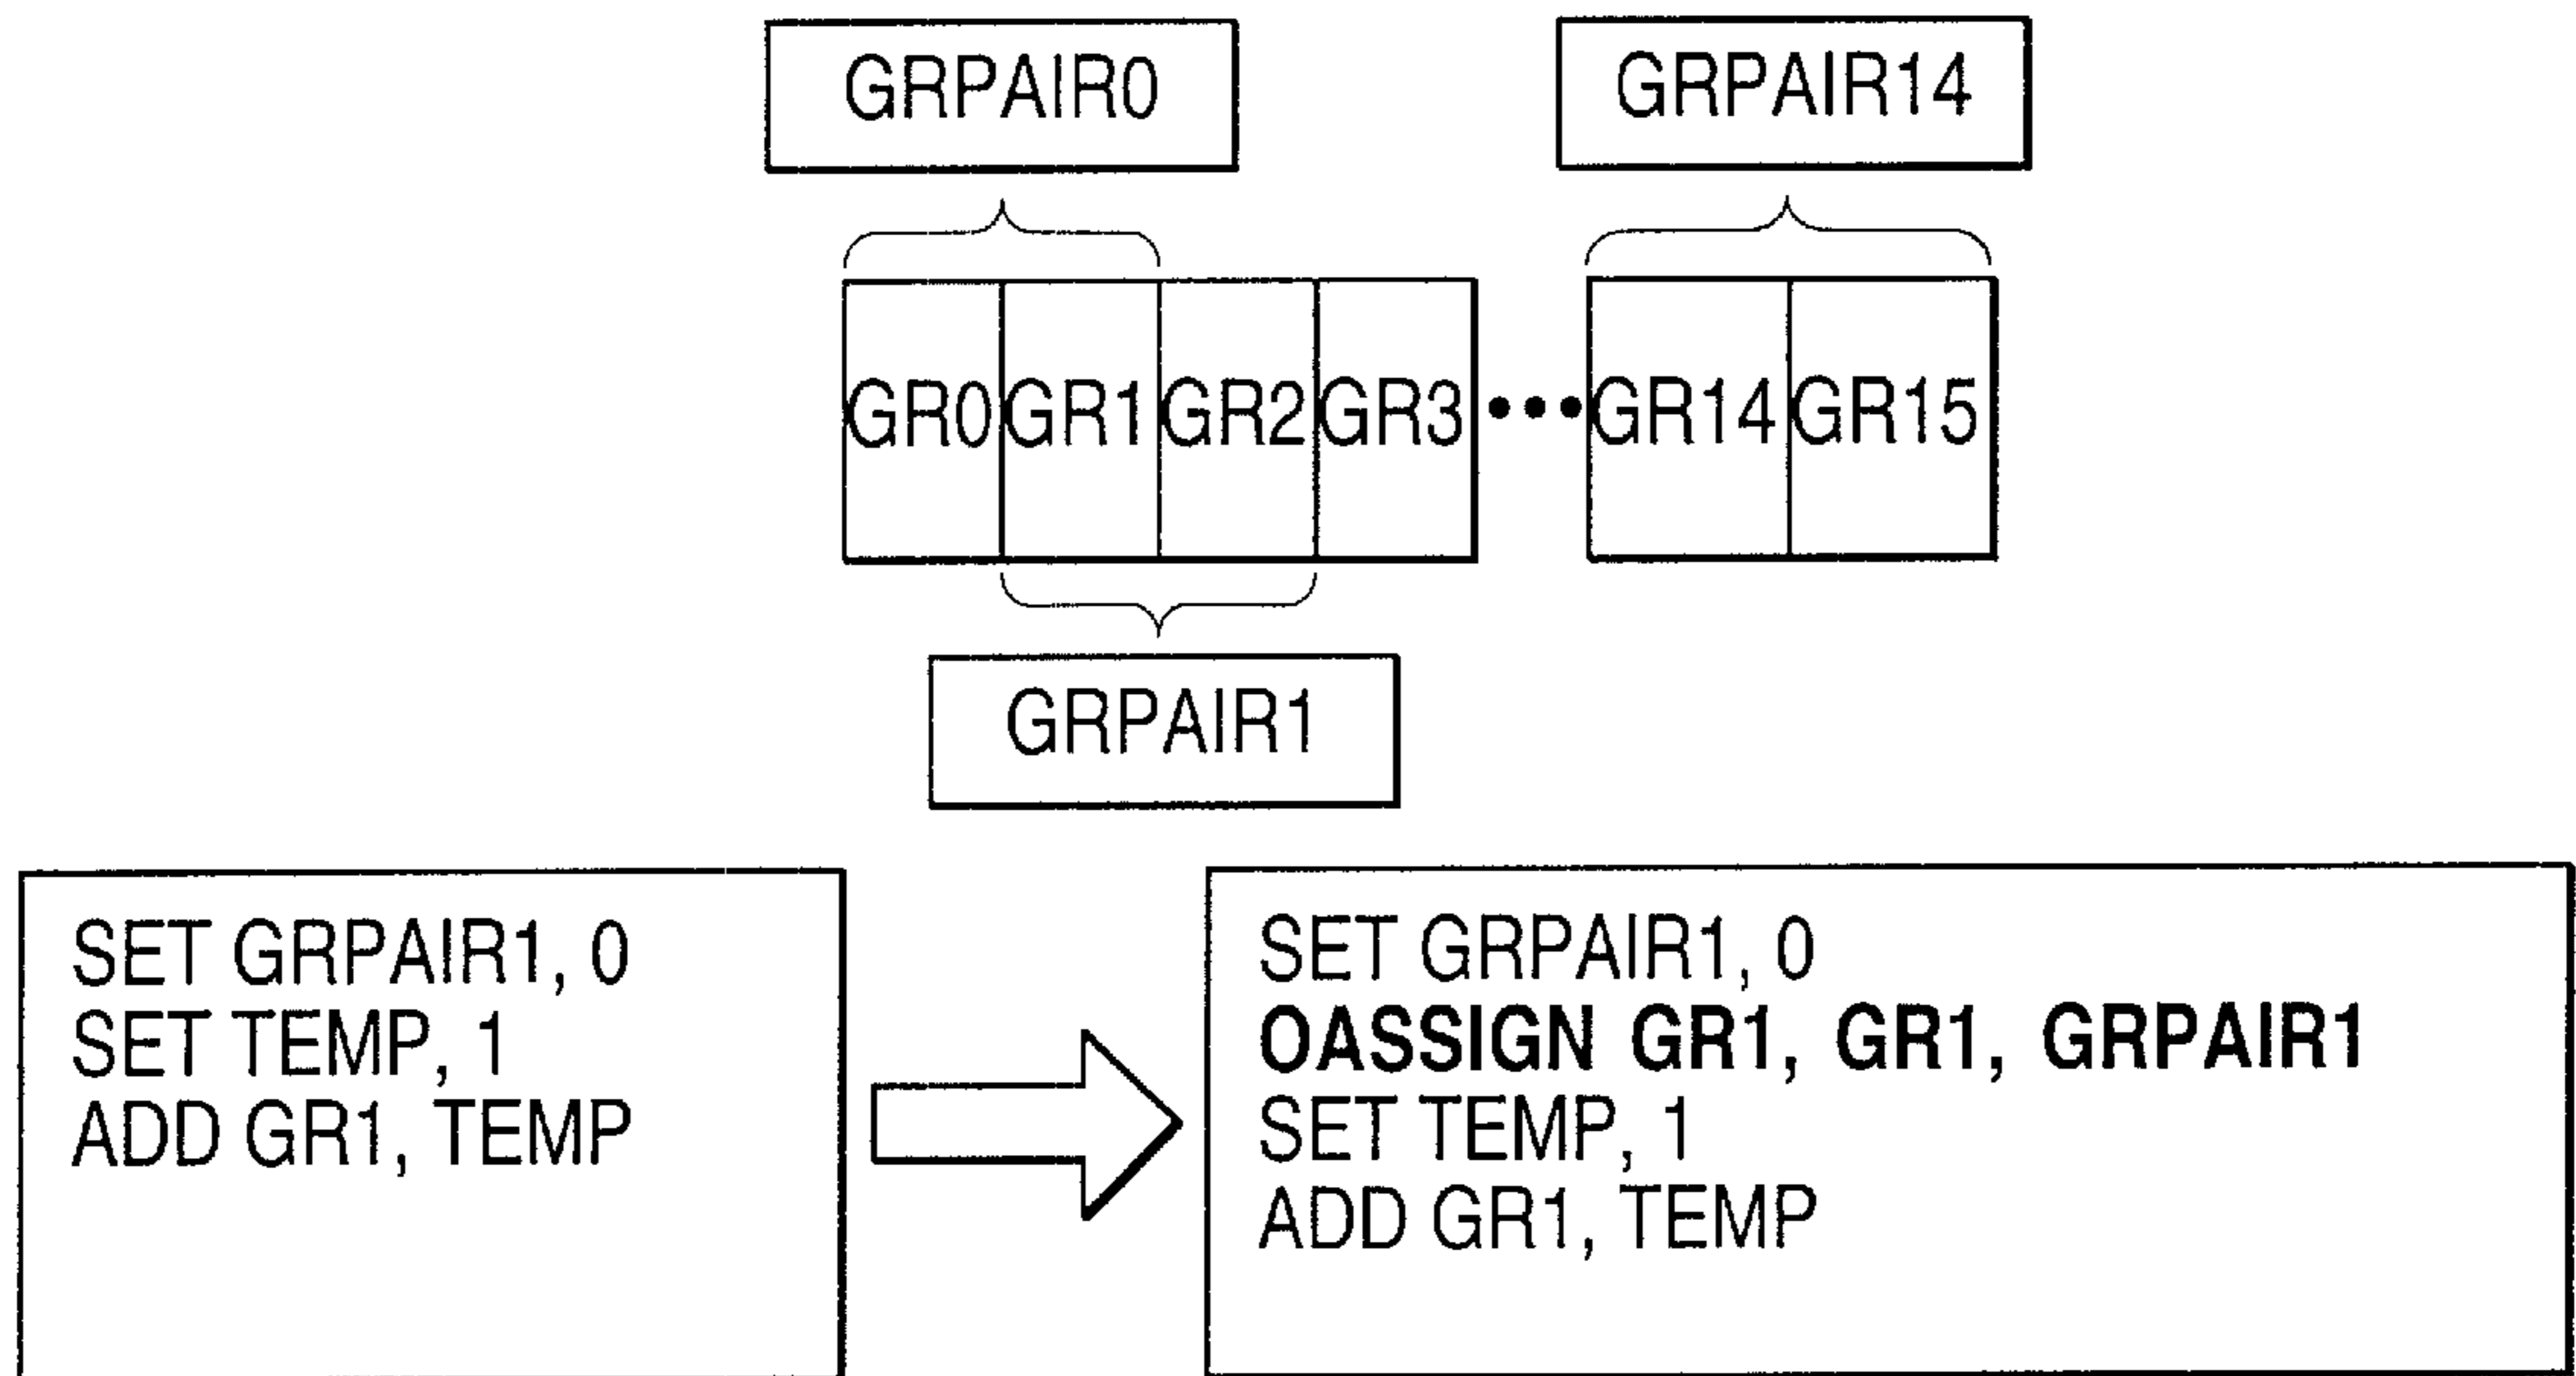 GRPAIR0
GRPAIR14
GR0 GR1 GR2 GR3 ••• GR14 GR15
GRPAIR1
SET GRPAIR1, 0
SET TEMP, 1
ADD GR1, TEMP
SET GRPAIR1, 0
OASSIGN GR1, GR1, GRPAIR1
SET TEMP, 1
ADD GR1, TEMP